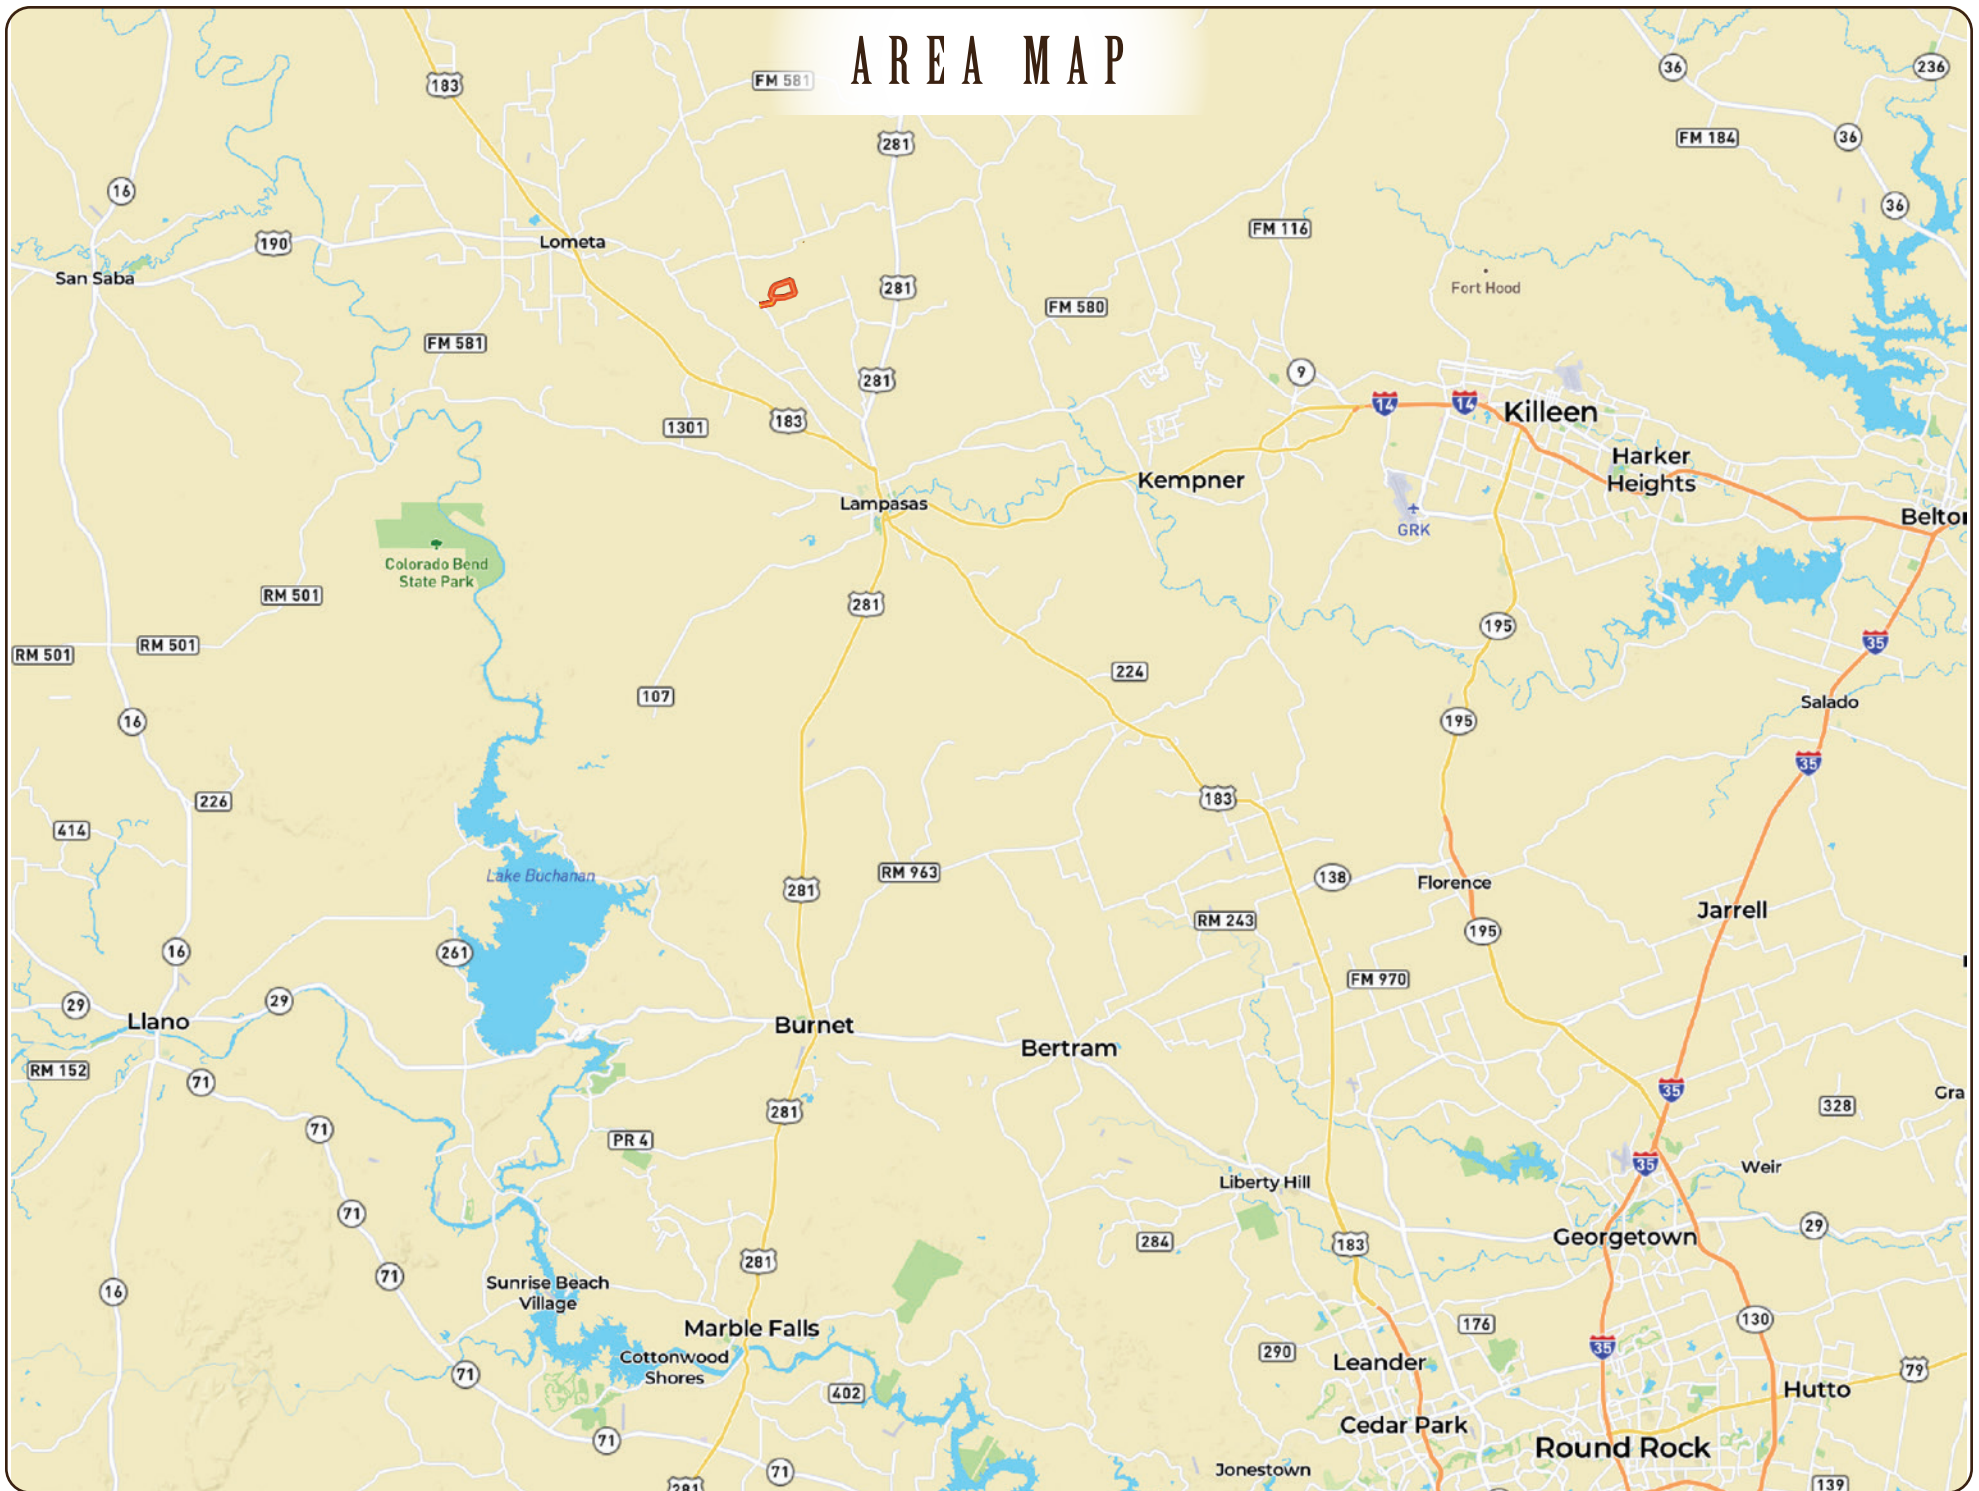 AREA MAP
FM 581
183
36
236
281
FM 184
36
16
36
FM 116
190
Lometa
San Saba
281
Fort Hood
FM 580
FM 581
9
281
14
14
Killeen
183
1301
Harker
Heights
Kempner
Lampasas
GRK
Colorado Bend
State Park
RM 501
281
195
RM 501
RM 501
35
224
107
Salado
16
195
35
183
226
414
RM 963
Lake Buchanan
138
281
Florence
Jarrell
RM 243
195
16
261
FM 970
29
29
Llano
Burnet
Bertram
RM 152
71
35
328
281
71
PR 4
35
Weir
Liberty Hill
71
29
284
183
Georgetown
281
71
Sunrise Beach
Village
16
130
Marble Falls
176
35
290
Cottonwood
Shores
Leander
79
71
402
Hutto
Cedar Park
71
Round Rock
71
Jonestown
281
139